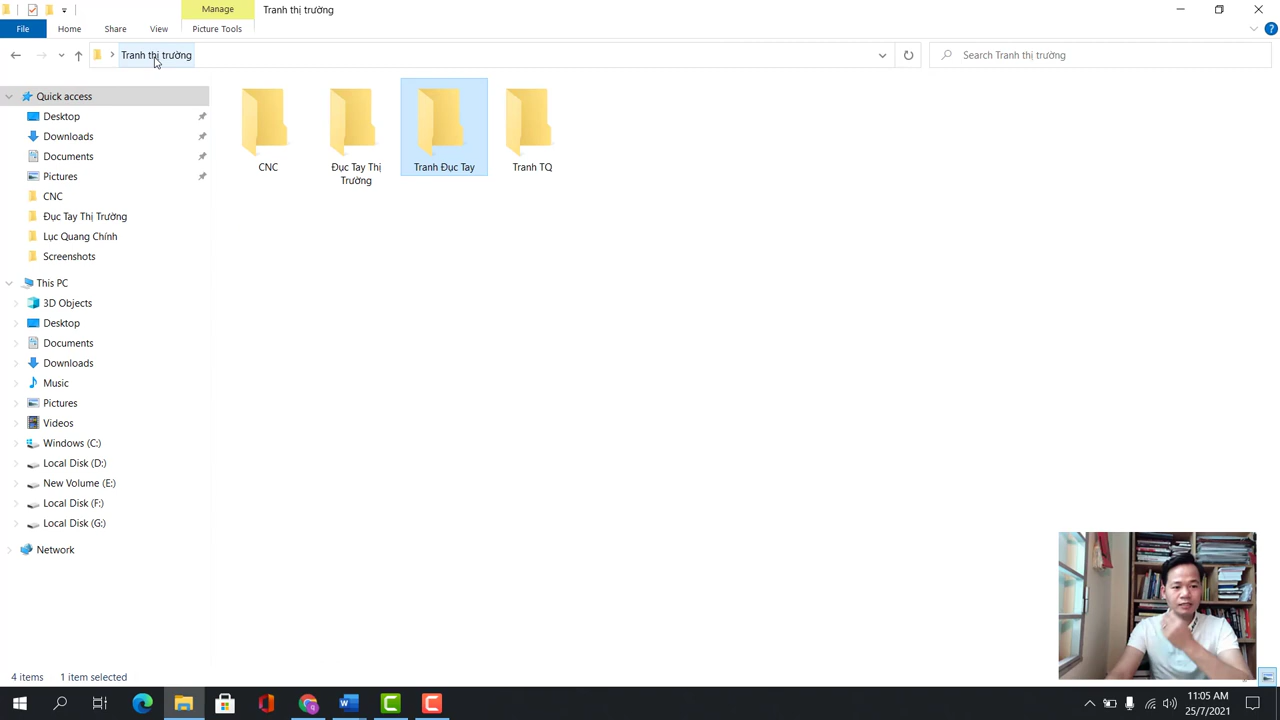 Manage
Tranh thị trường
File
Home
Share
View
Picture Tools
Tranh thị trường
Search Tranh thị trường
Quick access
Desktop
Downloads
Documents
Pictures
CNC
Đục Tay Thị Trường
Lục Quang Chính
Screenshots
This PC
3D Objects
Desktop
Documents
Downloads
Music
Pictures
Videos
Windows (C:)
Local Disk (D:)
New Volume (E:)
Local Disk (F:)
Local Disk (G:)
Network
CNC
Đục Tay Thị
Trường
Tranh Đục Tay
Tranh TQ
4 items
1 item selected
11:05 AM
25/7/2021